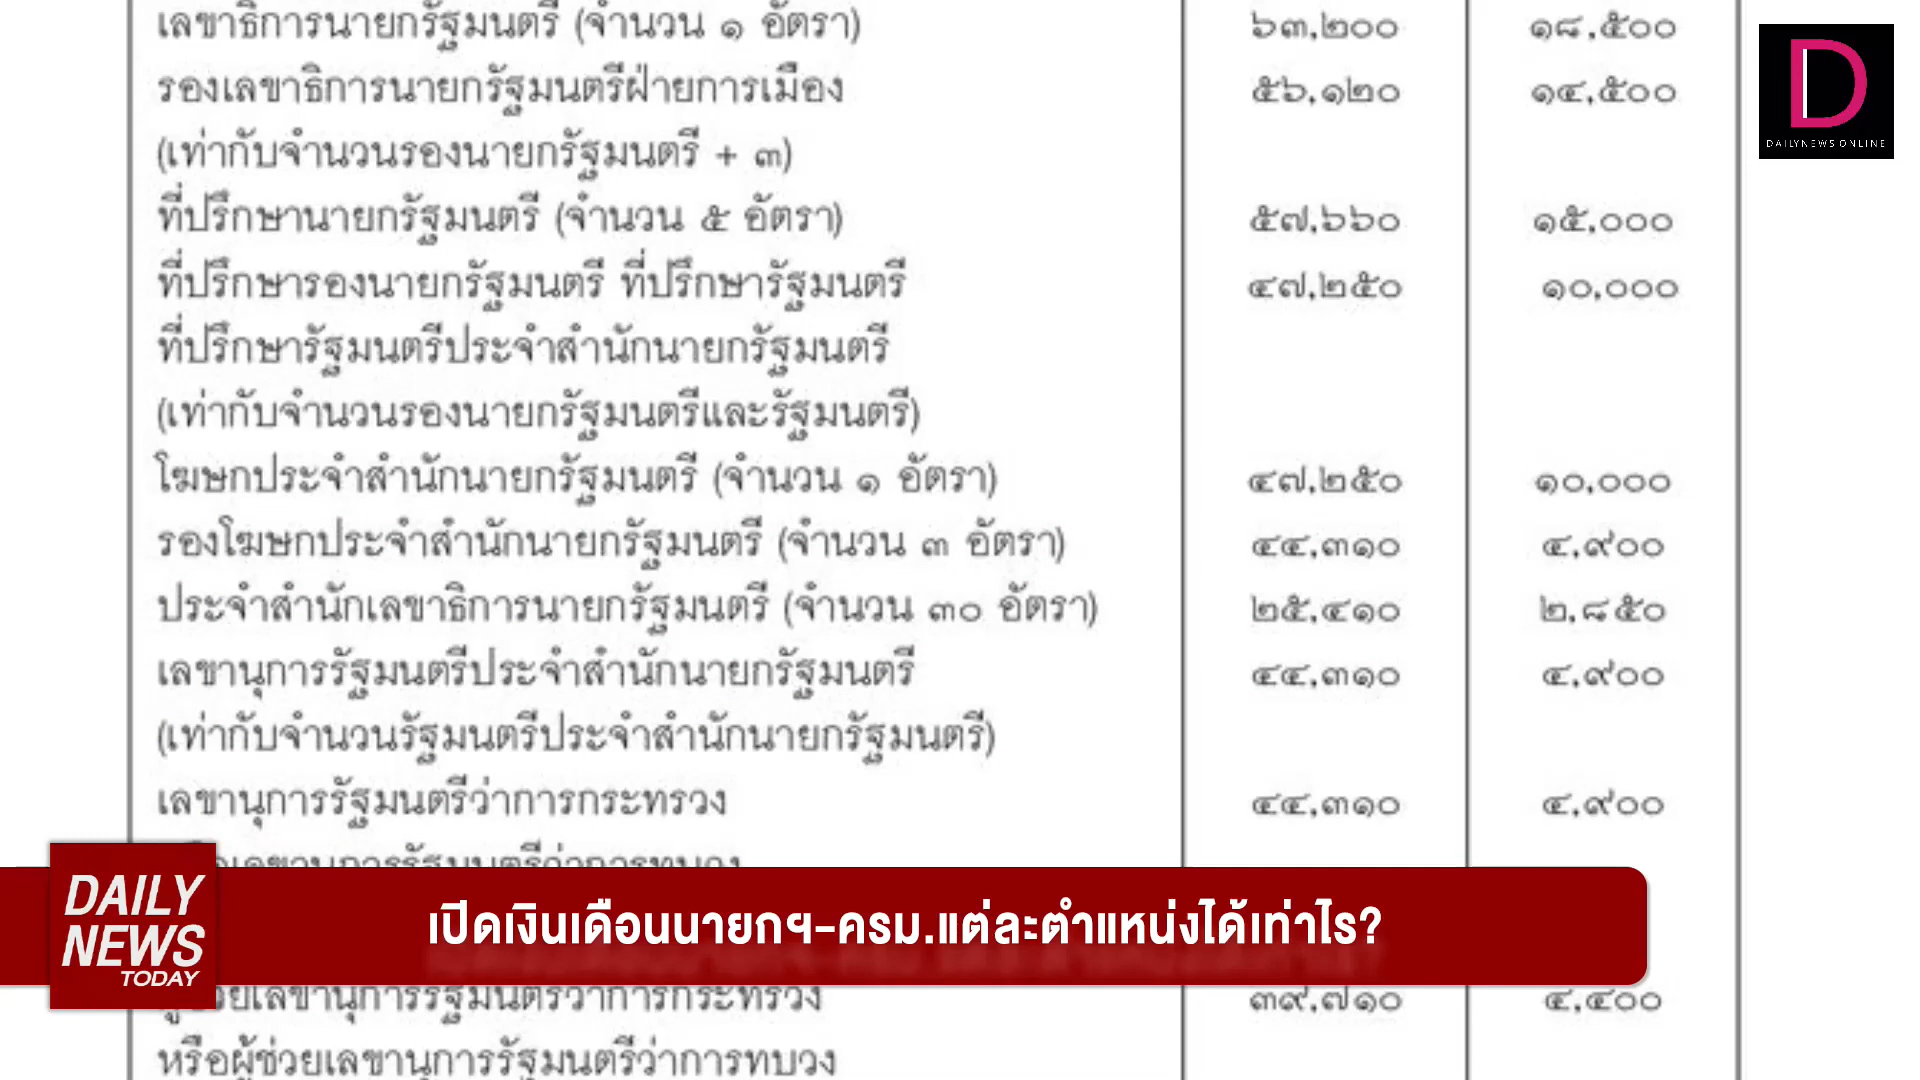 เลขาธิการนายกรัฐมนตรี (จำนวน ๑ อัตรา) ๖๓,๒๐๐ ๑๘,๕๐๐
รองเลขาธิการนายกรัฐมนตรีฝ่ายการเมือง ๕๖,๑๒๐ ๑๔,๕๐๐
(เท่ากับจำนวนรองนายกรัฐมนตรี + ๓)
ที่ปรึกษานายกรัฐมนตรี (จำนวน ๕ อัตรา) ๕๗,๖๖๐ ๑๕,๐๐๐
ที่ปรึกษารองนายกรัฐมนตรี ที่ปรึกษารัฐมนตรี ๔๗,๒๕๐ ๑๐,๐๐๐
ที่ปรึกษารัฐมนตรีประจำสำนักนายกรัฐมนตรี
(เท่ากับจำนวนรองนายกรัฐมนตรีและรัฐมนตรี)
โฆษกประจำสำนักนายกรัฐมนตรี (จำนวน ๑ อัตรา) ๔๗,๒๕๐ ๑๐,๐๐๐
รองโฆษกประจำสำนักนายกรัฐมนตรี (จำนวน ๓ อัตรา) ๔๔,๓๑๐ ๔,๙๐๐
ประจำสำนักเลขาธิการนายกรัฐมนตรี (จำนวน ๓๐ อัตรา) ๒๕,๔๑๐ ๒,๘๕๐
เลขานุการรัฐมนตรีประจำสำนักนายกรัฐมนตรี ๔๔,๓๑๐ ๔,๙๐๐
(เท่ากับจำนวนรัฐมนตรีประจำสำนักนายกรัฐมนตรี)
เลขานุการรัฐมนตรีว่าการกระทรวง ๔๔,๓๑๐ ๔,๙๐๐
เลขานุการรัฐมนตรีว่าการทบวง
เปิดเงินเดือนนายกฯ-ครม.แต่ละตำแหน่งได้เท่าไร?
ผู้ช่วยเลขานุการรัฐมนตรีว่าการกระทรวง ๓๙,๗๑๐ ๔,๔๐๐
หรือผู้ช่วยเลขานุการรัฐมนตรีว่าการทบวง
DAILY
NEWS
TODAY
D
DAILYNEWS ONLINE